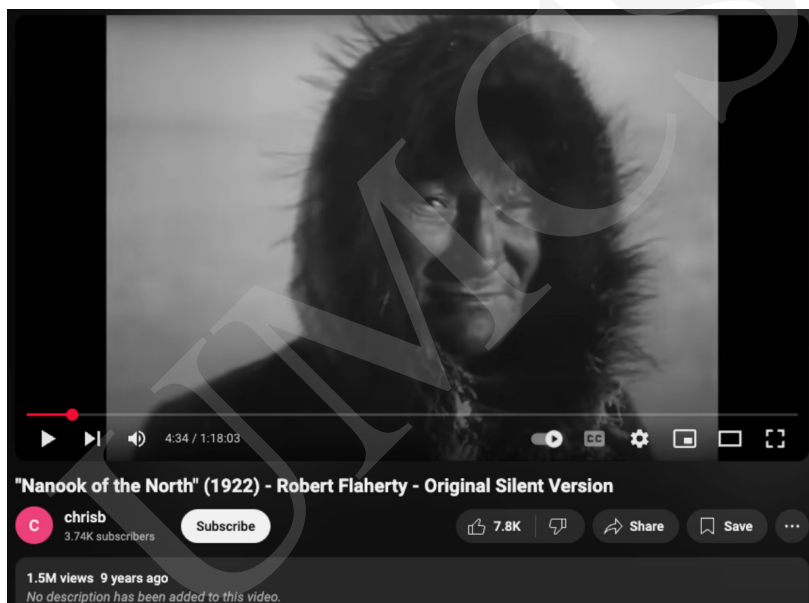 UMCS
4:34 / 1:18:03
CC
"Nanook of the North" (1922) - Robert Flaherty - Original Silent Version
C
chrisb
3.74K subscribers
Subscribe
7.8K
Share
Save
1.5M views 9 years ago
No description has been added to this video.